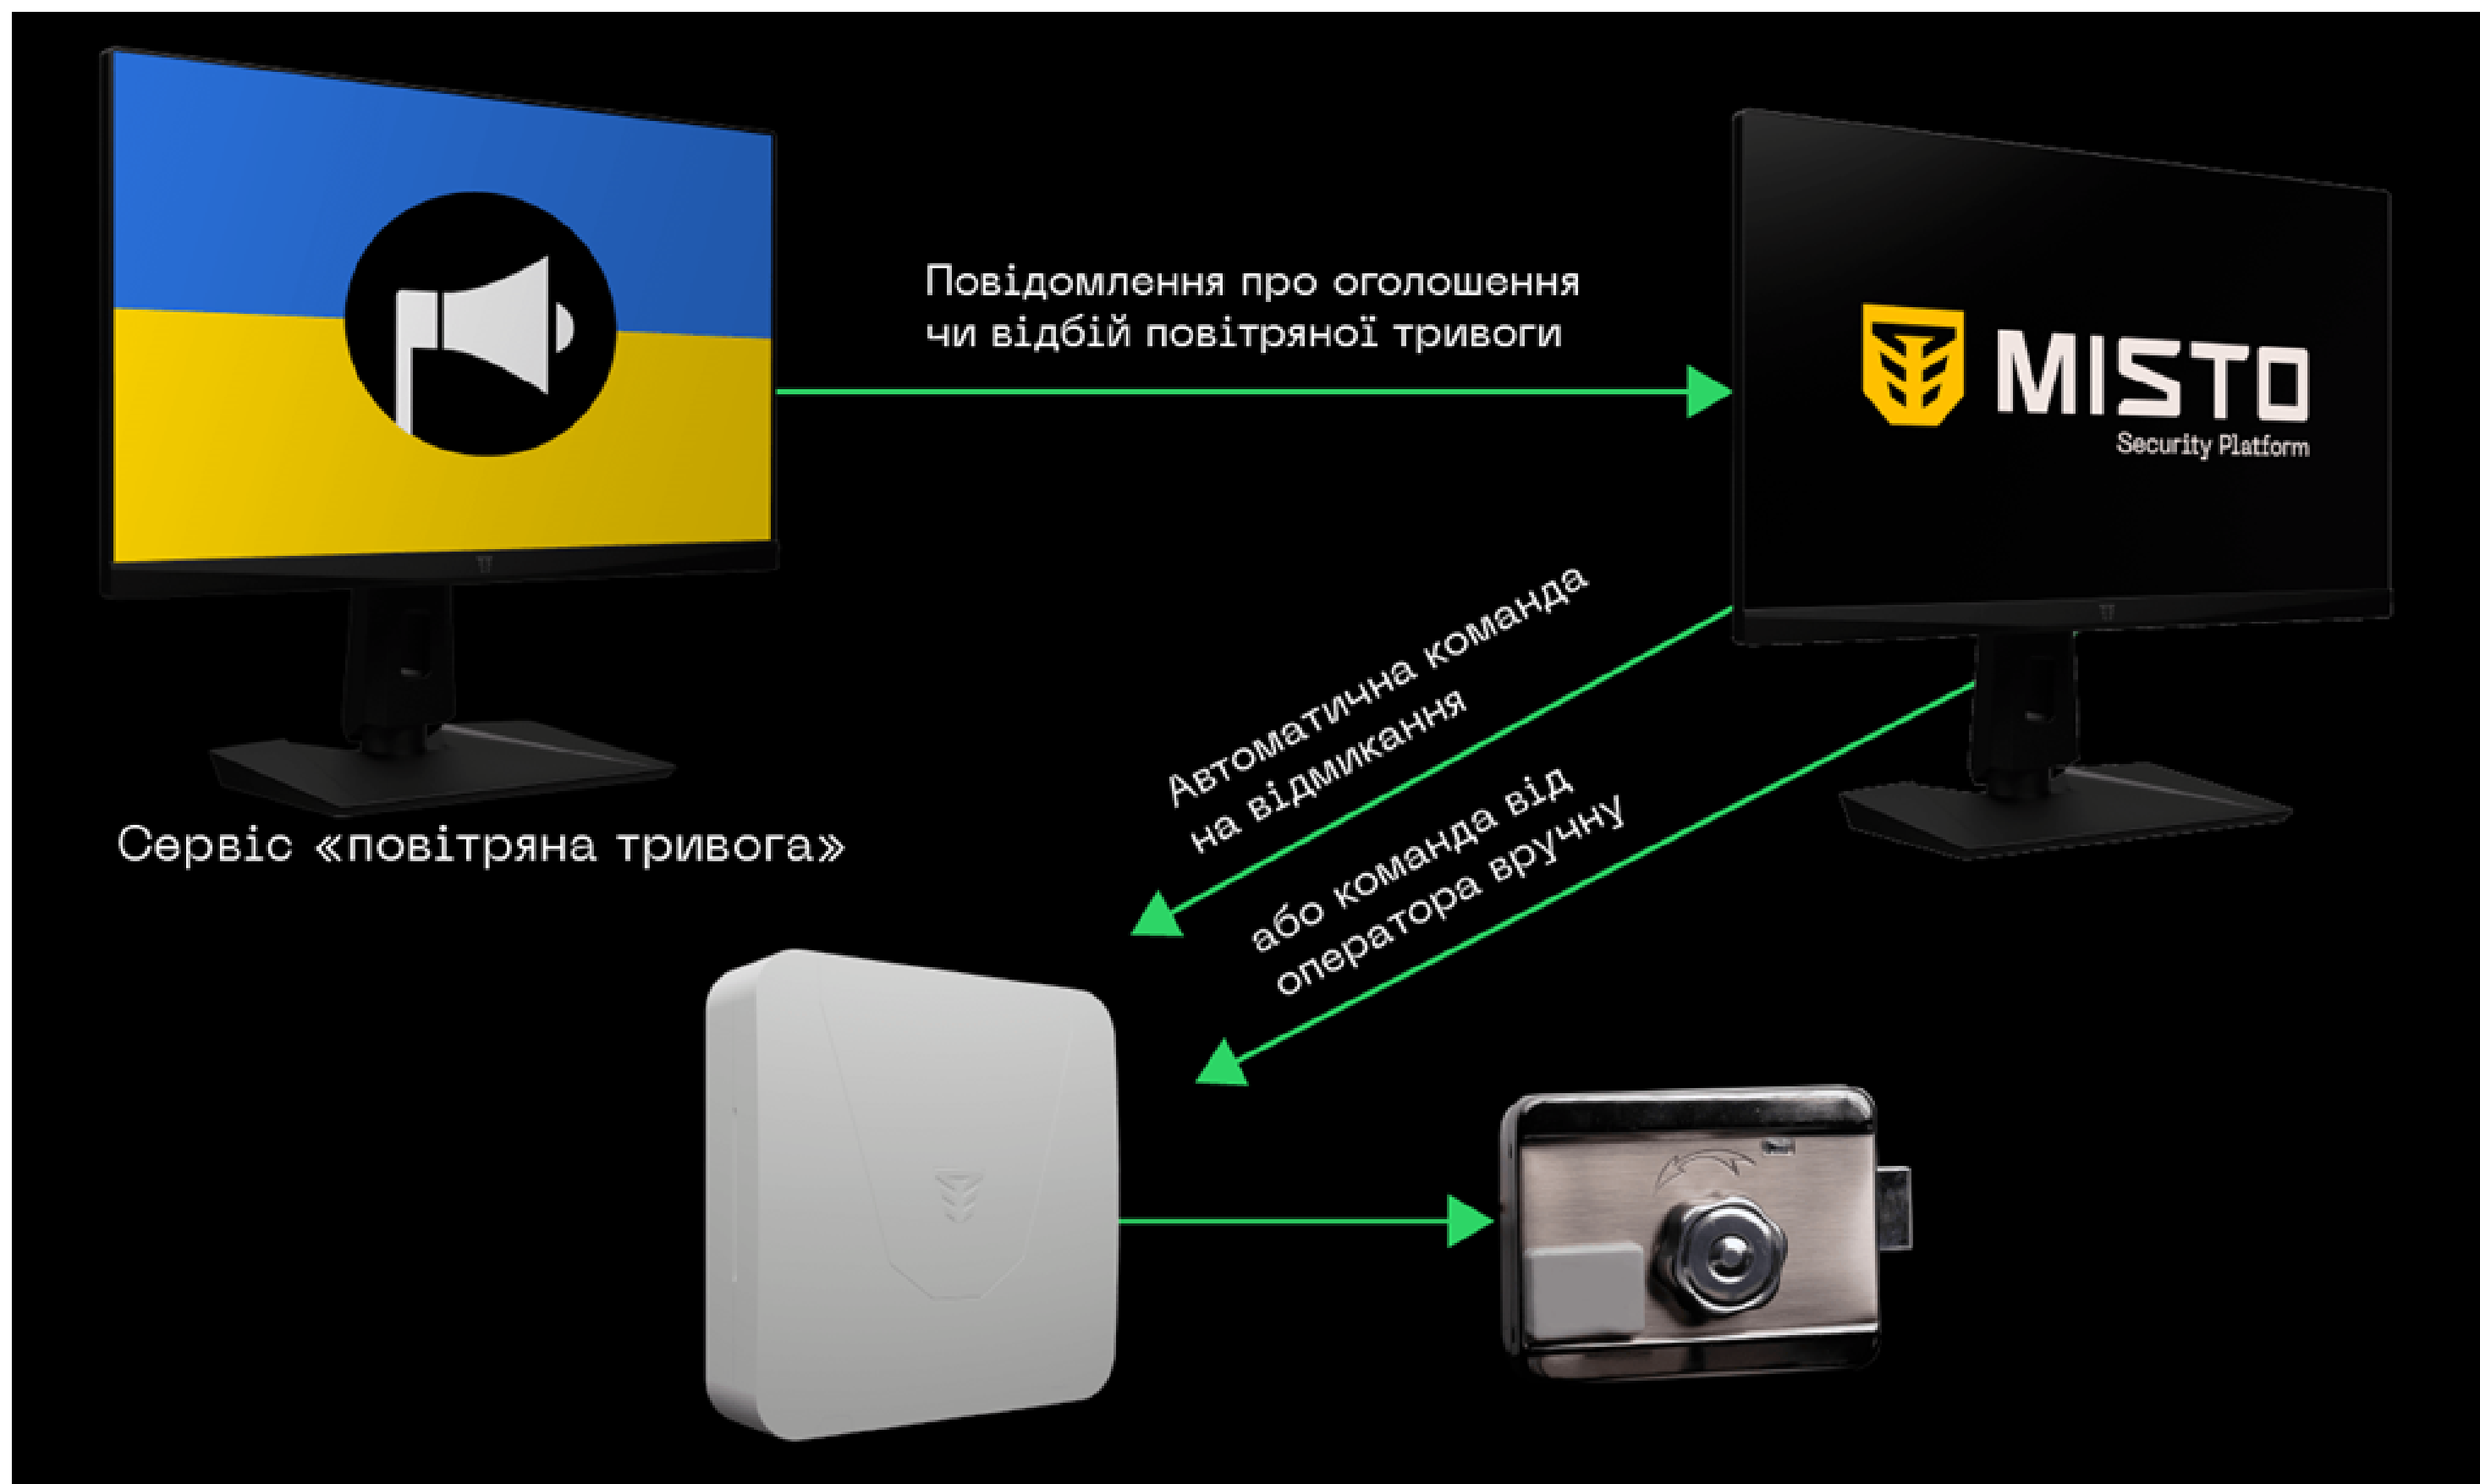 Повідомлення про оголошення
чи відбій повітряної тривоги
MISTO
Security Platform
Автоматична команда
на відмикання
або команда від
оператора вручну
Сервіс «повітряна тривога»